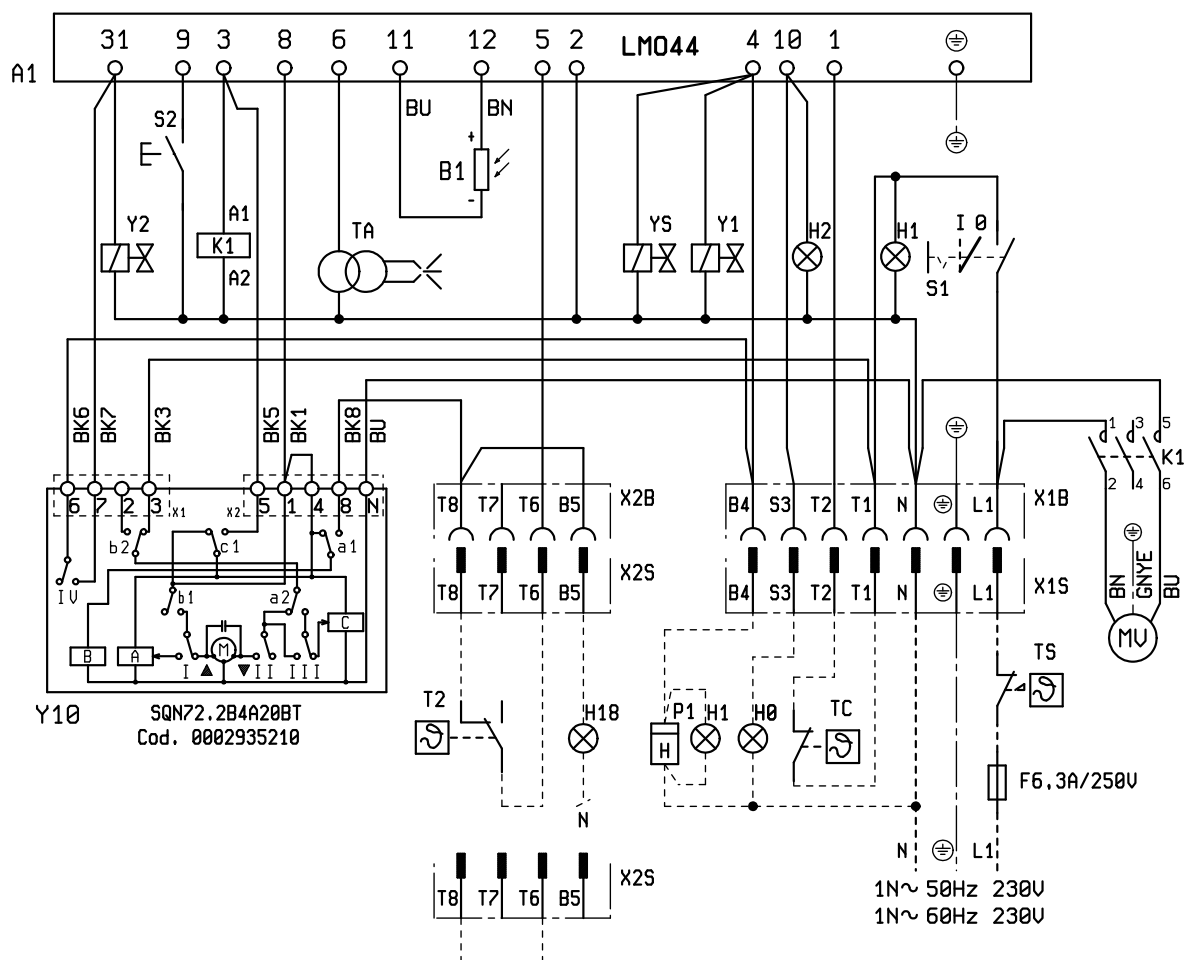 31 9 3 8 6 11 12 5 2 LMO44 4 10 1
A1
BU BN
S2
+
B1
-
Y2 A1 TA YS Y1 H2 H1 I 0
K1
A2
S1
BK6 BK7 BK3 BK5 BK1 BK8 BU
1 3 5
K1
2 4 6
6 7 2 3 X1 X2 5 1 4 8 N
T8 T7 T6 B5 X2B
B4 S3 T2 T1 N L1 X1B
b2 c1 a1
T8 T7 T6 B5 X2S
B4 S3 T2 T1 N L1 X1S
BN GNYE BU
IV b1 a2
C
M
B A
I II III
MV
TS
Y10
SQN72.2B4A20BT
Cod. 0002935210
T2 H18 P1 H1 H0 TC
H
F6,3A/250V
N
N L1
T8 T7 T6 B5 X2S
1N~ 50Hz 230V
1N~ 60Hz 230V